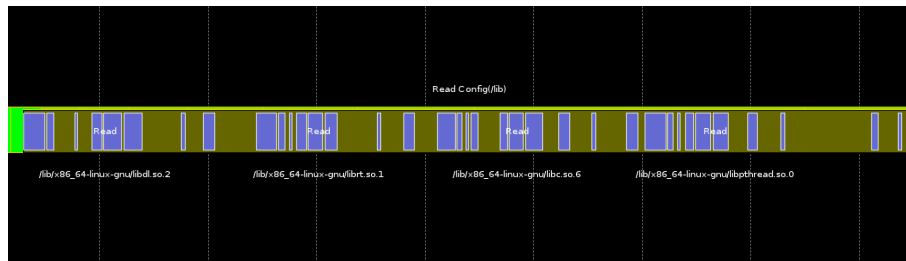 Read Config(/lib)
Read Read Read Read
/lib/x86_64-linux-gnu/libdl.so.2 /lib/x86_64-linux-gnu/librt.so.1 /lib/x86_64-linux-gnu/libc.so.6 /lib/x86_64-linux-gnu/libpthread.so.0